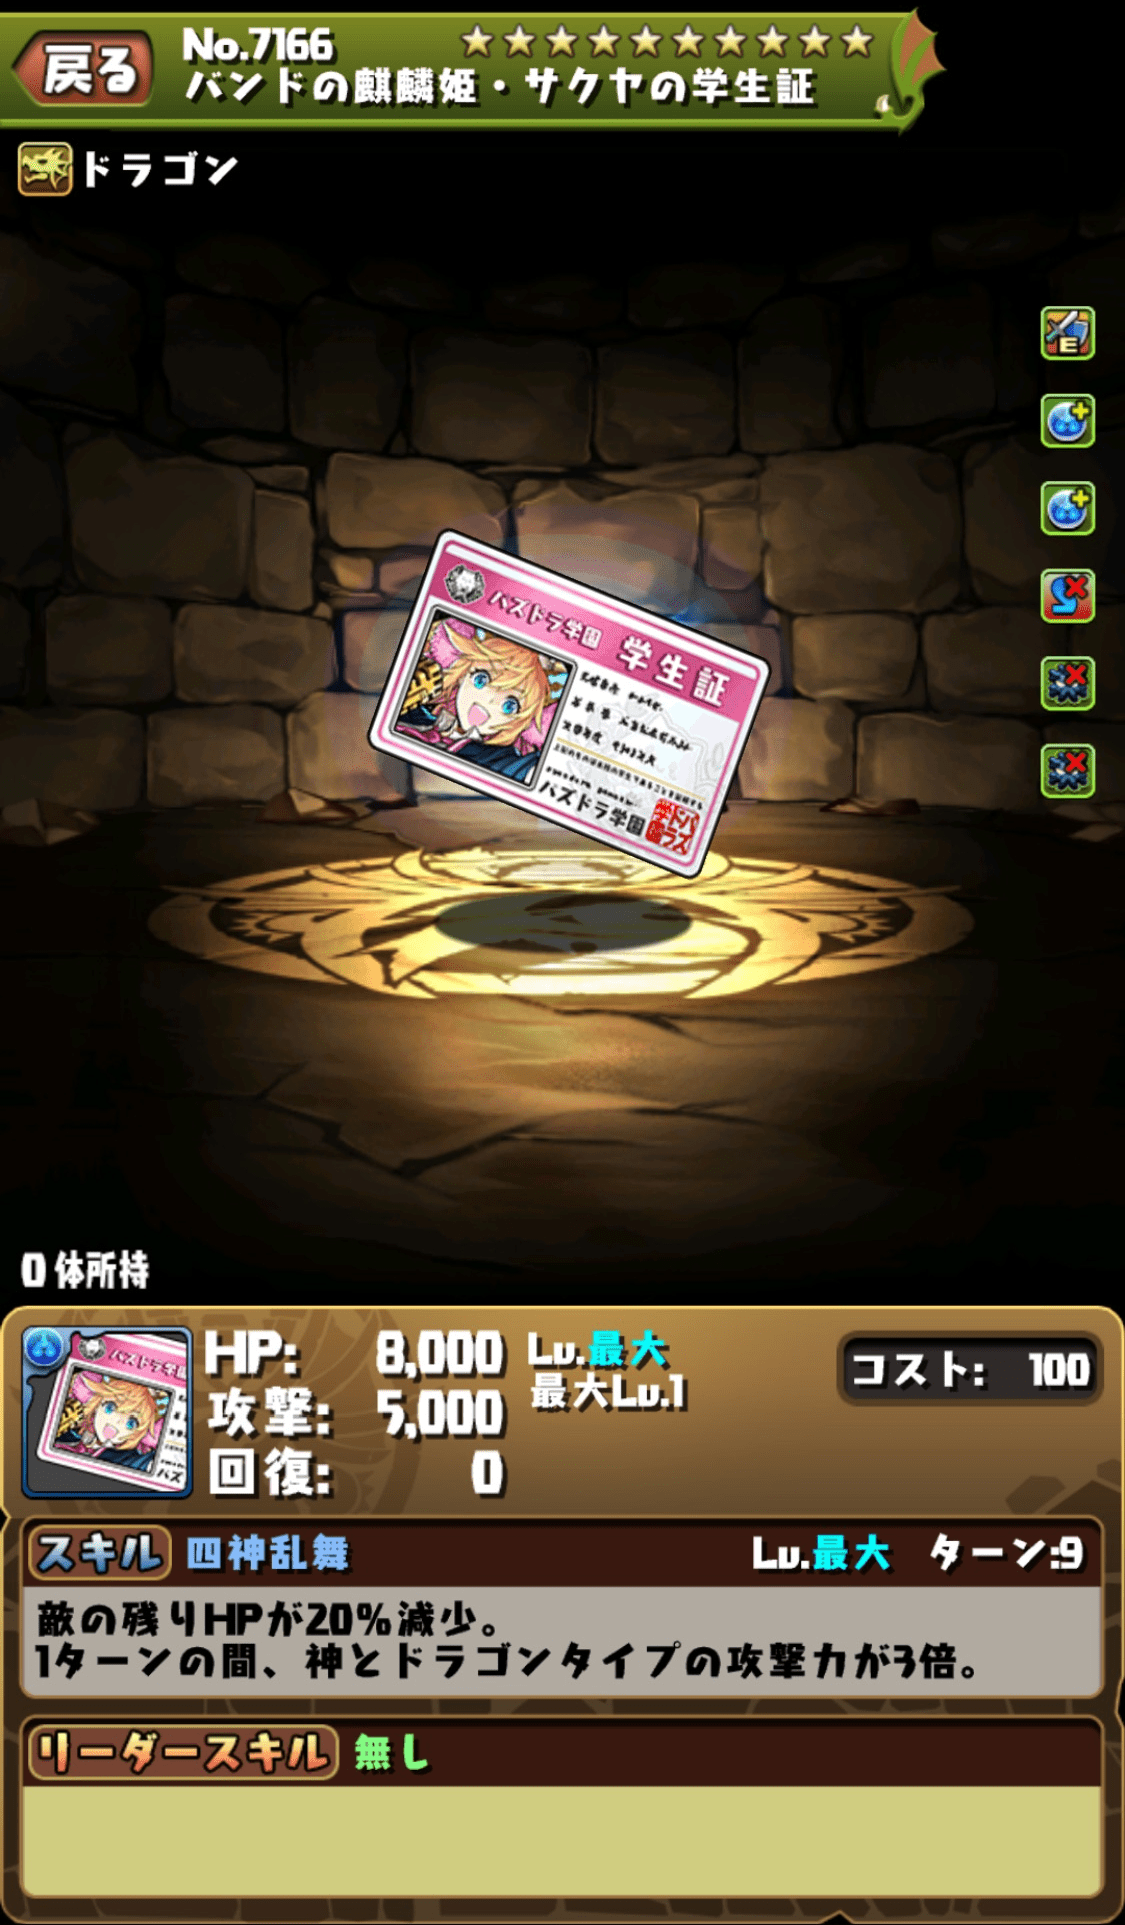 戻る
No.7166
バンドの麒麟姫・サクヤの学生証
ドラゴン
E
パズドラ学園 学生証
パズドラ学園
0体所持
HP: 8,000
攻撃: 5,000
回復: 0
Lv.最大
最大Lv.1
コスト: 100
スキル 四神乱舞 Lv.最大 ターン:9
敵の残りHPが20%減少。
1ターンの間、神とドラゴンタイプの攻撃力が3倍。
リーダースキル 無し